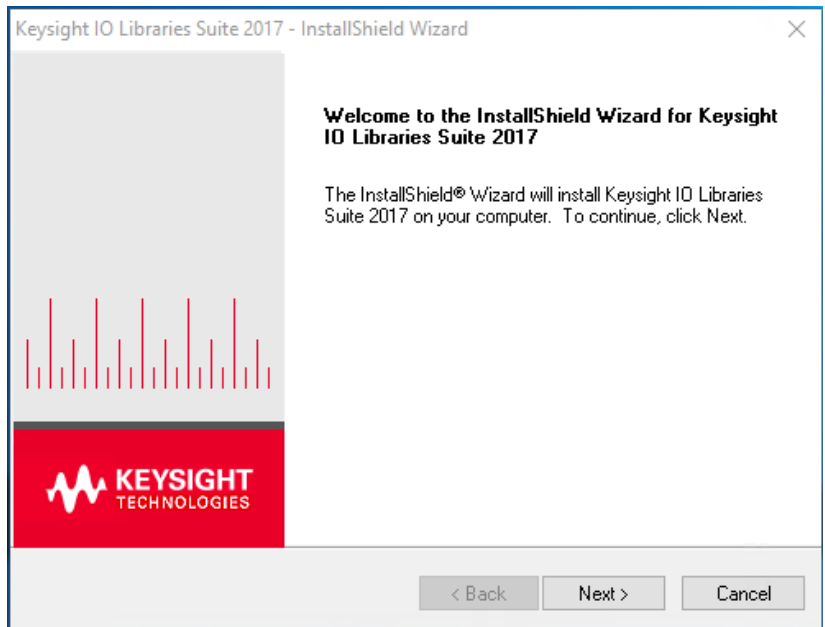 Keysight IO Libraries Suite 2017 - InstallShield Wizard
Welcome to the InstallShield Wizard for Keysight
IO Libraries Suite 2017
The InstallShield® Wizard will install Keysight IO Libraries
Suite 2017 on your computer.  To continue, click Next.
KEYSIGHT
TECHNOLOGIES
< Back
Next >
Cancel